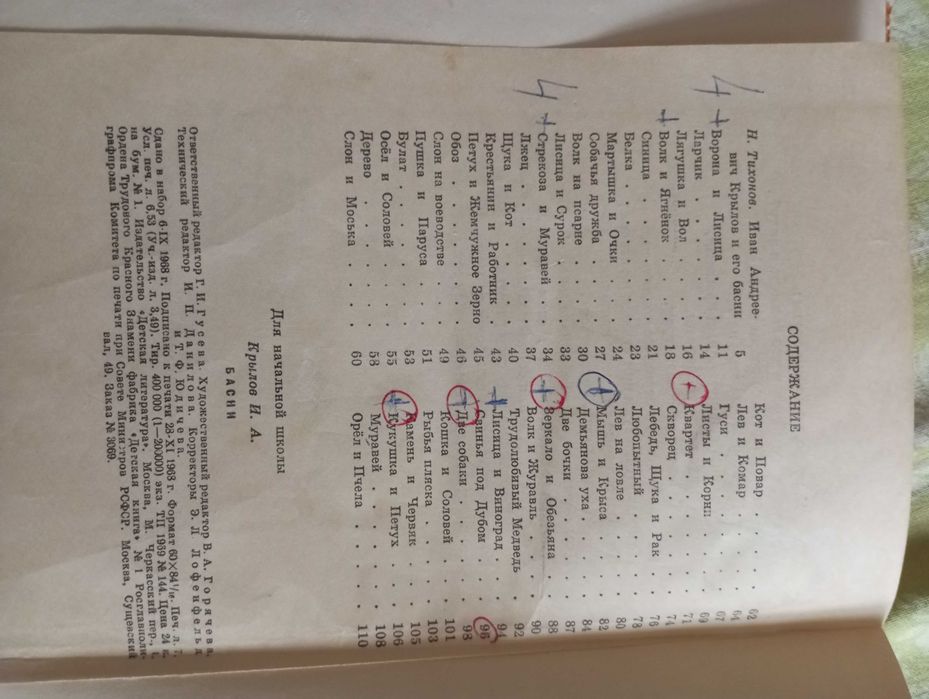 СОДЕРЖАНИЕ
Н. Тихонов. Иван Андрее-
вич Крылов и его басни 5
4 + Ворона и Лисица . . 11
Ларчик . . . . . 14
Лягушка и Вол . . . 16
+ Волк и Ягнёнок . . . 18
Синица . . . . . 21
Белка . . . . . 23
Мартышка и Очки . . 24
Собачья дружба . . . 27
Волк на псарне . . . 30
Лисица и Сурок . . . 33
4 + Стрекоза и Муравей . 34
Лжец . . . . . 37
Щука и Кот . . . . 40
Крестьянин и Работник . 43
Петух и Жемчужное Зерно 45
Обоз . . . . . 46
Слон на воеводстве . . 49
Пушка и Паруса . . . 51
Булат . . . . . 53
Осёл и Соловей . . . 55
Дерево . . . . . 58
Слон и Моська . . . 60
Кот и Повар . . . . 62
Лев и Комар . . . . 64
Гуси . . . . . 67
Листы и Корни . . . 69
+ Квартет . . . . . 71
Скворец . . . . . 74
Лебедь, Щука и Рак . . 76
Любопытный . . . . 78
Лев на ловле . . . . 80
+ Мышь и Крыса . . . 82
Демьянова уха . . . 84
Две бочки . . . . 87
+ Зеркало и Обезьяна . . 88
Волк и Журавль . . . 90
Трудолюбивый Медведь . 92
+ Лисица и Виноград . . 94
Свинья под Дубом . . 96
+ Две собаки . . . . 98
Кошка и Соловей . . . 101
Рыбья пляска . . . . 103
Камень и Червяк . . . 105
+ Кукушка и Петух . . . 106
Муравей . . . . . 108
Орёл и Пчела . . . . 110
Для начальной школы
Крылов И. А.
БАСНИ
Ответственный редактор Г. И. Гусева. Художественный редактор В. А. Горячева.
Технический редактор И. П. Данилова. Корректоры Э. Л. Лофенфельд
и Т. Ф. Юдичева.
Сдано в набор 6-IX 1968 г. Подписано к печати 28-XI 1968 г. Формат 60×84 1/16. Печ. л. 7.
Усл. печ. л. 6,53 (Уч.-изд. л. 3,49). Тир. 400 000 (1—200000) экз. ТП 1969 № 144. Цена 24 к.
на бум. № 1. Издательство «Детская литература». Москва, М. Черкасский пер., 1.
Ордена Трудового Красного Знамени фабрика «Детская книга» № 1 Росглавполи-
графпрома Комитета по печати при Совете Министров РСФСР. Москва, Сущевский
вал, 49. Заказ № 3069.